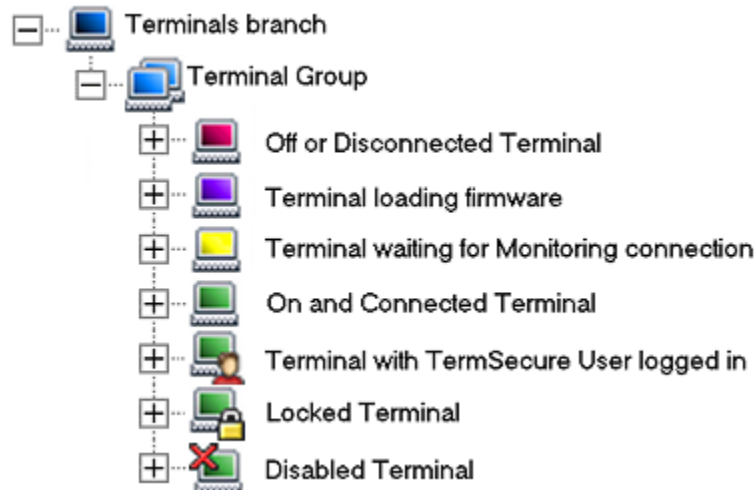 Terminals branch
Terminal Group
Off or Disconnected Terminal
Terminal loading firmware
Terminal waiting for Monitoring connection
On and Connected Terminal
Terminal with TermSecure User logged in
Locked Terminal
Disabled Terminal